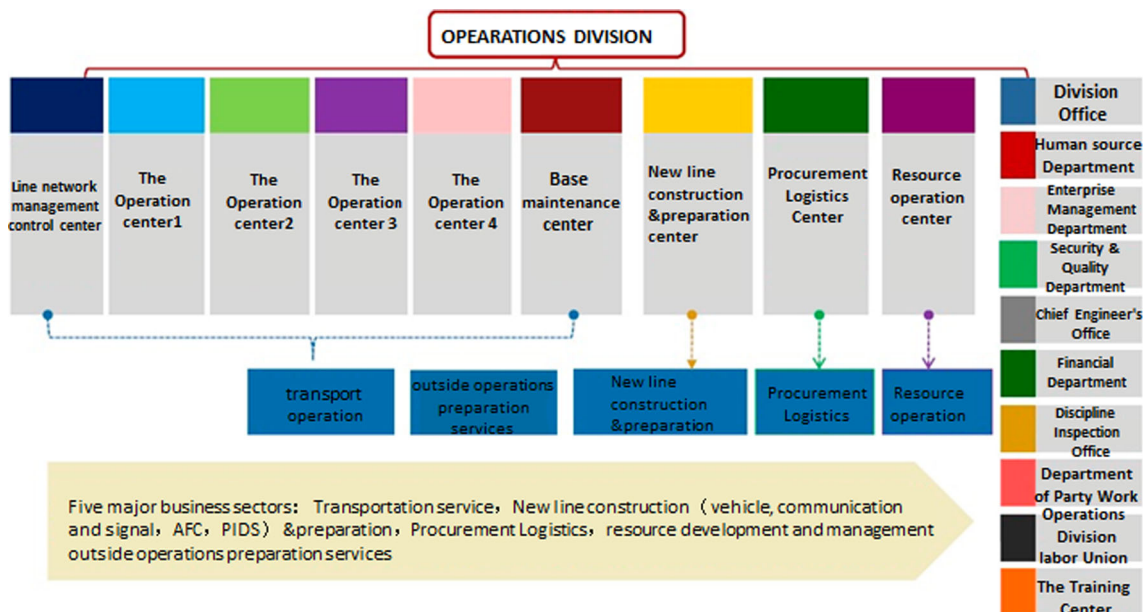 OPEARATIONS DIVISION
Line network
management
control center
The
Operation
center1
The
Operation
center2
The
Operation
center 3
The
Operation
center 4
Base
maintenance
center
New line
construction
&preparation
center
Procurement
Logistics
Center
Resource
operation
center
transport
operation
outside operations
preparation
services
New line
construction
&preparation
Procurement
Logistics
Resource
operation
Five major business sectors: Transportation service, New line construction (vehicle, communication
and signal, AFC, PIDS) &preparation, Procurement Logistics, resource development and management
outside operations preparation services
Division
Office
Human source
Department
Enterprise
Management
Department
Security &
Quality
Department
Chief Engineer's
Office
Financial
Department
Discipline
Inspection
Office
Department
of Party Work
Operations
Division
labor Union
The Training
Center